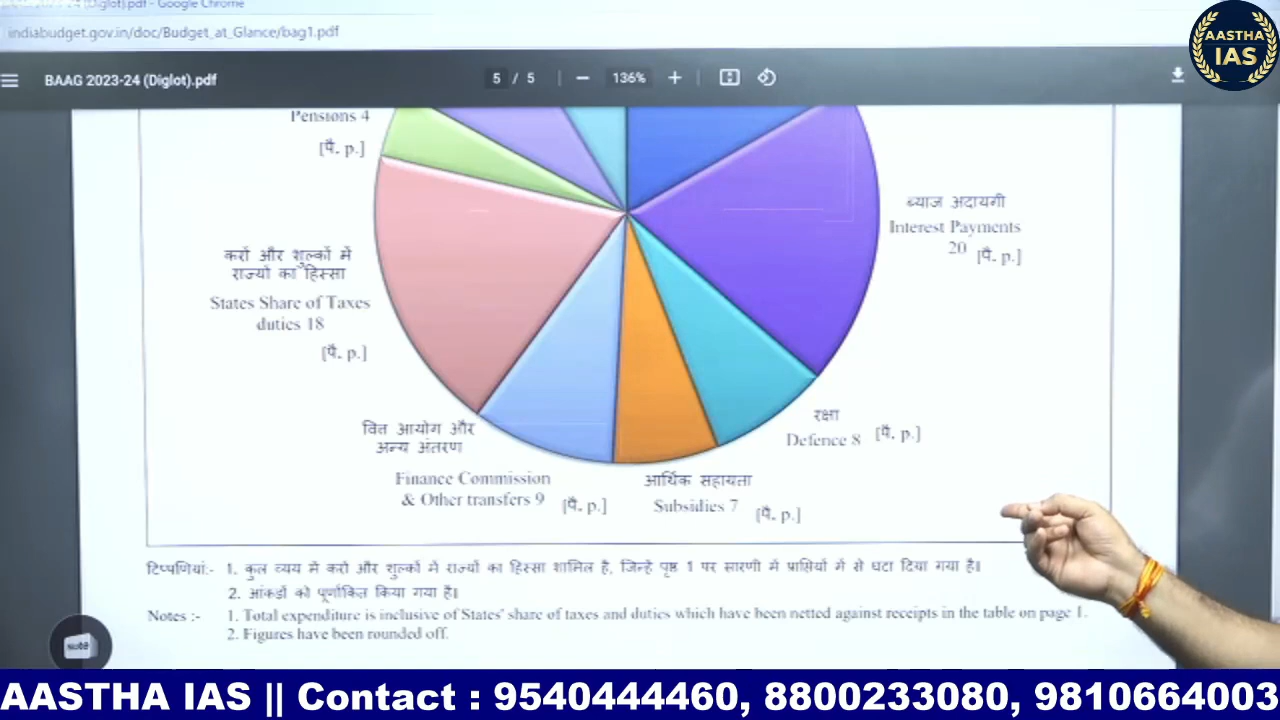 (Diglot).pdf - Google Chrome
indiabudget.gov.in/doc/Budget_at_Glance/bag1.pdf
AASTHA
IAS
BAAG 2023-24 (Diglot).pdf
5 / 5
136%
Pensions 4
[पै. p.]
ब्याज अदायगी
Interest Payments
20 [पै. p.]
करों और शुल्कों में
राज्यों का हिस्सा
States Share of Taxes
duties 18
[पै. p.]
रक्षा
Defence 8 [पै. p.]
वित्त आयोग और
अन्य अंतरण
Finance Commission
& Other transfers 9 [पै. p.]
आर्थिक सहायता
Subsidies 7 [पै. p.]
टिप्पणियां:- 1. कुल व्यय में करों और शुल्कों में राज्यों का हिस्सा शामिल है, जिन्हें पृष्ठ 1 पर सारणी में प्राप्तियों में से घटा दिया गया है।
2. आंकड़ों को पूर्णांकित किया गया है।
Notes :- 1. Total expenditure is inclusive of States' share of taxes and duties which have been netted against receipts in the table on page 1.
2. Figures have been rounded off.
AASTHA IAS || Contact : 9540444460, 8800233080, 9810664003